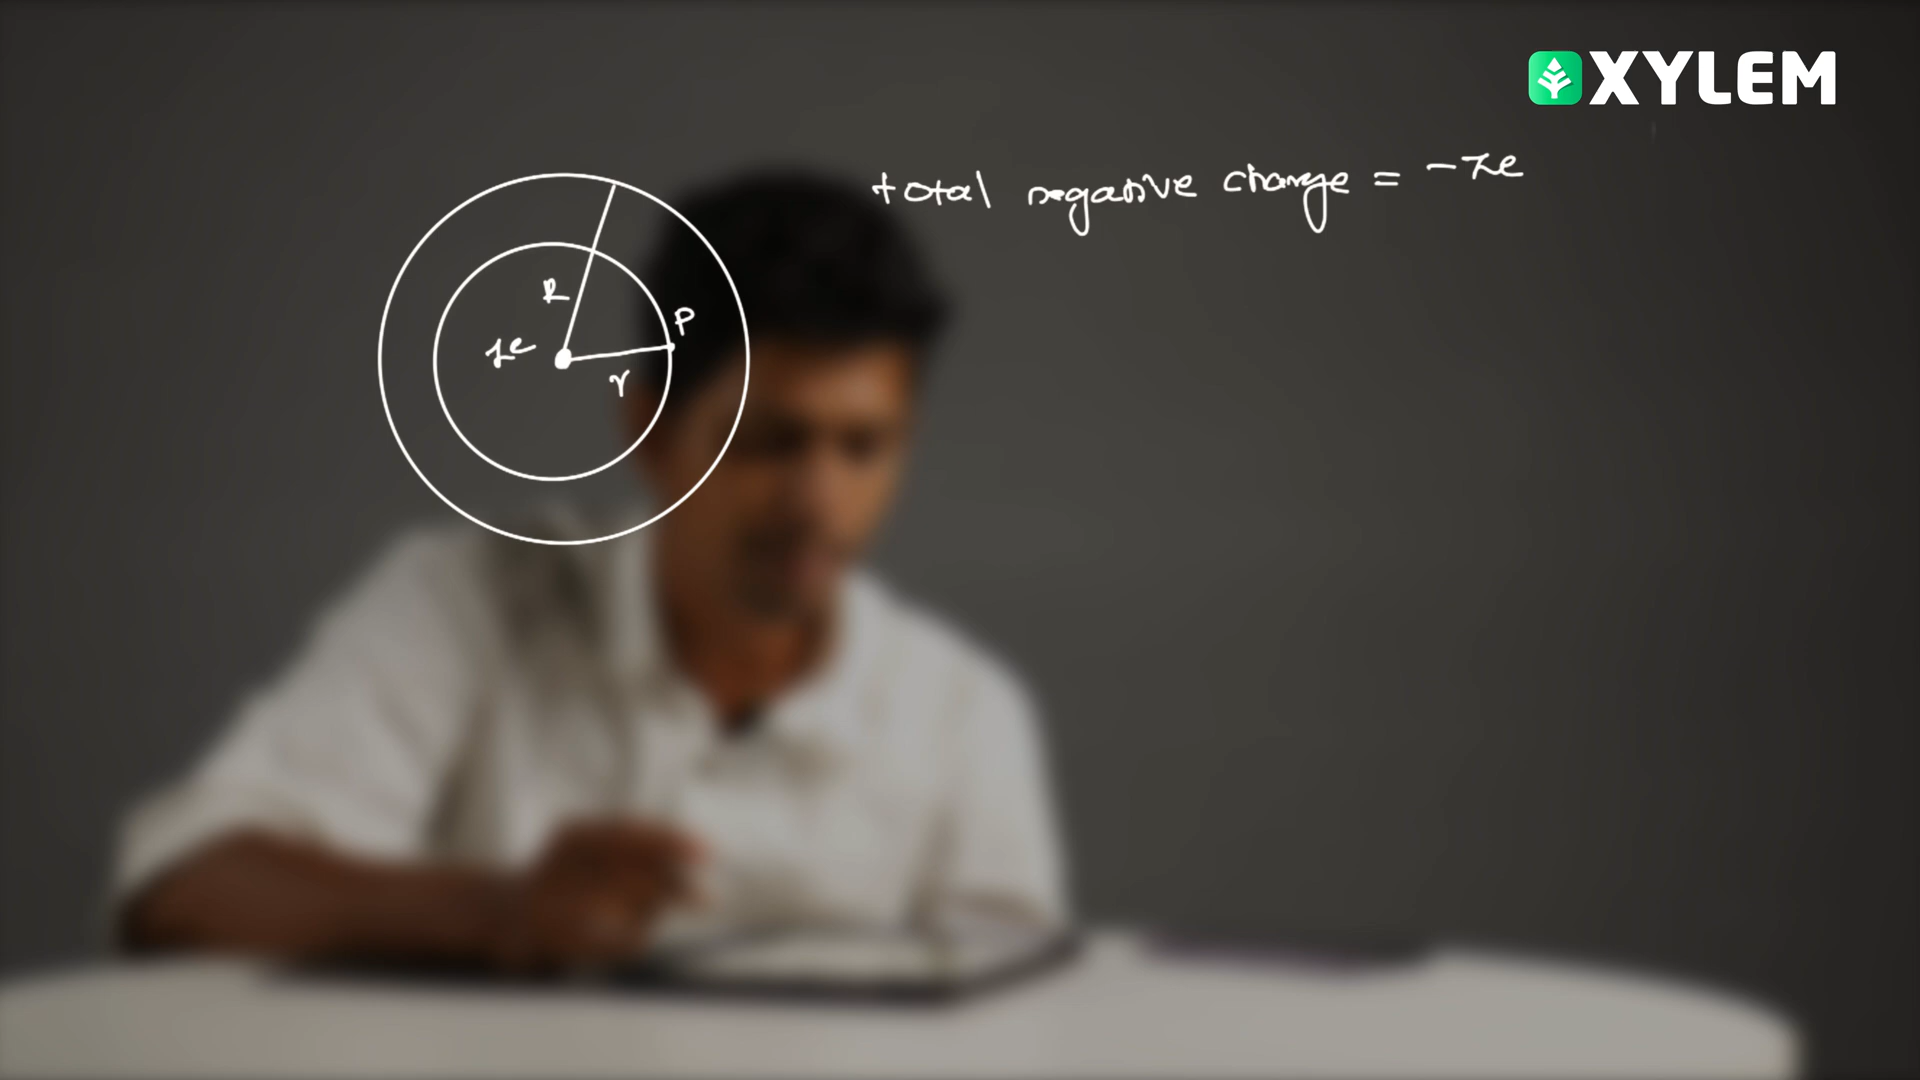 XYLEM
total negative charge = -ze
R
P
ze
r